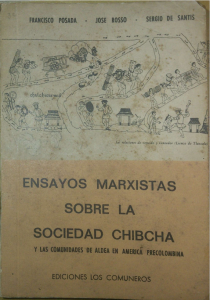 FRANCISCO POSADA - JOSE ROSSO - SERGIO DE SANTIS
ENSAYOS MARXISTAS
SOBRE LA
SOCIEDAD CHIBCHA
Y LAS COMUNIDADES DE ALDEA EN AMERICA PRECOLOMBINA
EDICIONES LOS COMUNEROS